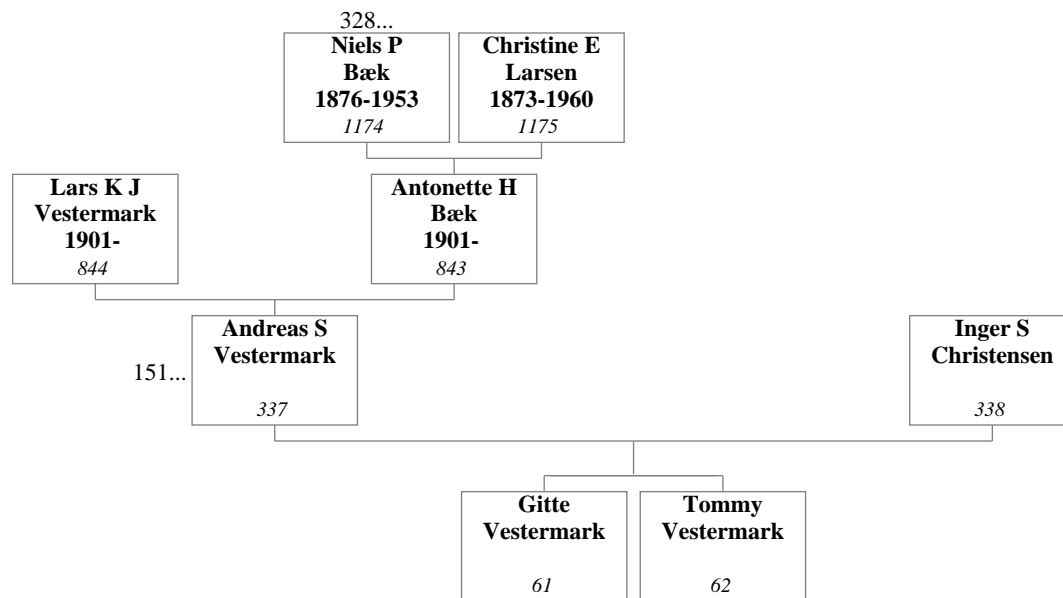 328...
Niels P
Bæk
1876-1953
1174
Christine E
Larsen
1873-1960
1175
Lars K J
Vestermark
1901-
844
Antonette H
Bæk
1901-
843
151...
Andreas S
Vestermark
337
Inger S
Christensen
338
Gitte
Vestermark
61
Tommy
Vestermark
62